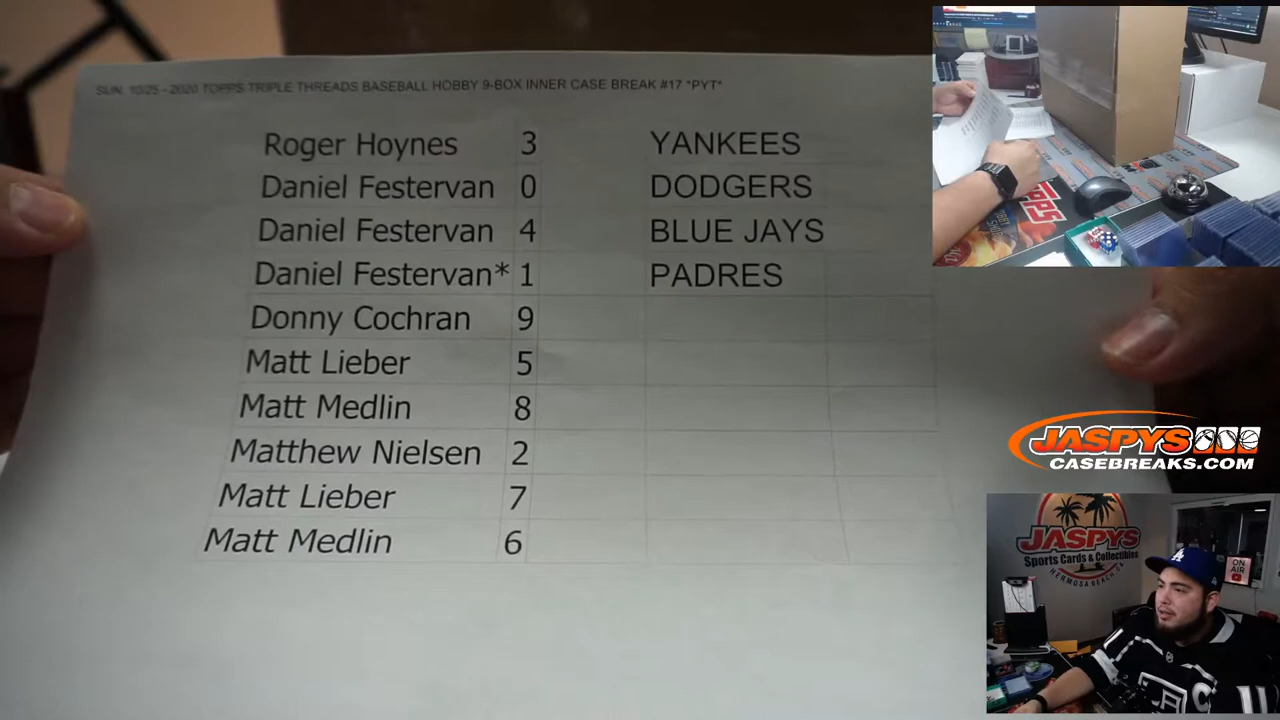 SUN. 10/25 - 2020 TOPPS TRIPLE THREADS BASEBALL HOBBY 9-BOX INNER CASE BREAK #17 *PYT*
Roger Hoynes 3 YANKEES
Daniel Festervan 0 DODGERS
Daniel Festervan 4 BLUE JAYS
Daniel Festervan* 1 PADRES
Donny Cochran 9
Matt Lieber 5
Matt Medlin 8
Matthew Nielsen 2
Matt Lieber 7
Matt Medlin 6
JASPYS
CASEBREAKS.COM
JASPYS
Sports Cards & Collectibles
HERMOSA BEACH CA
ON
AIR
LA
11